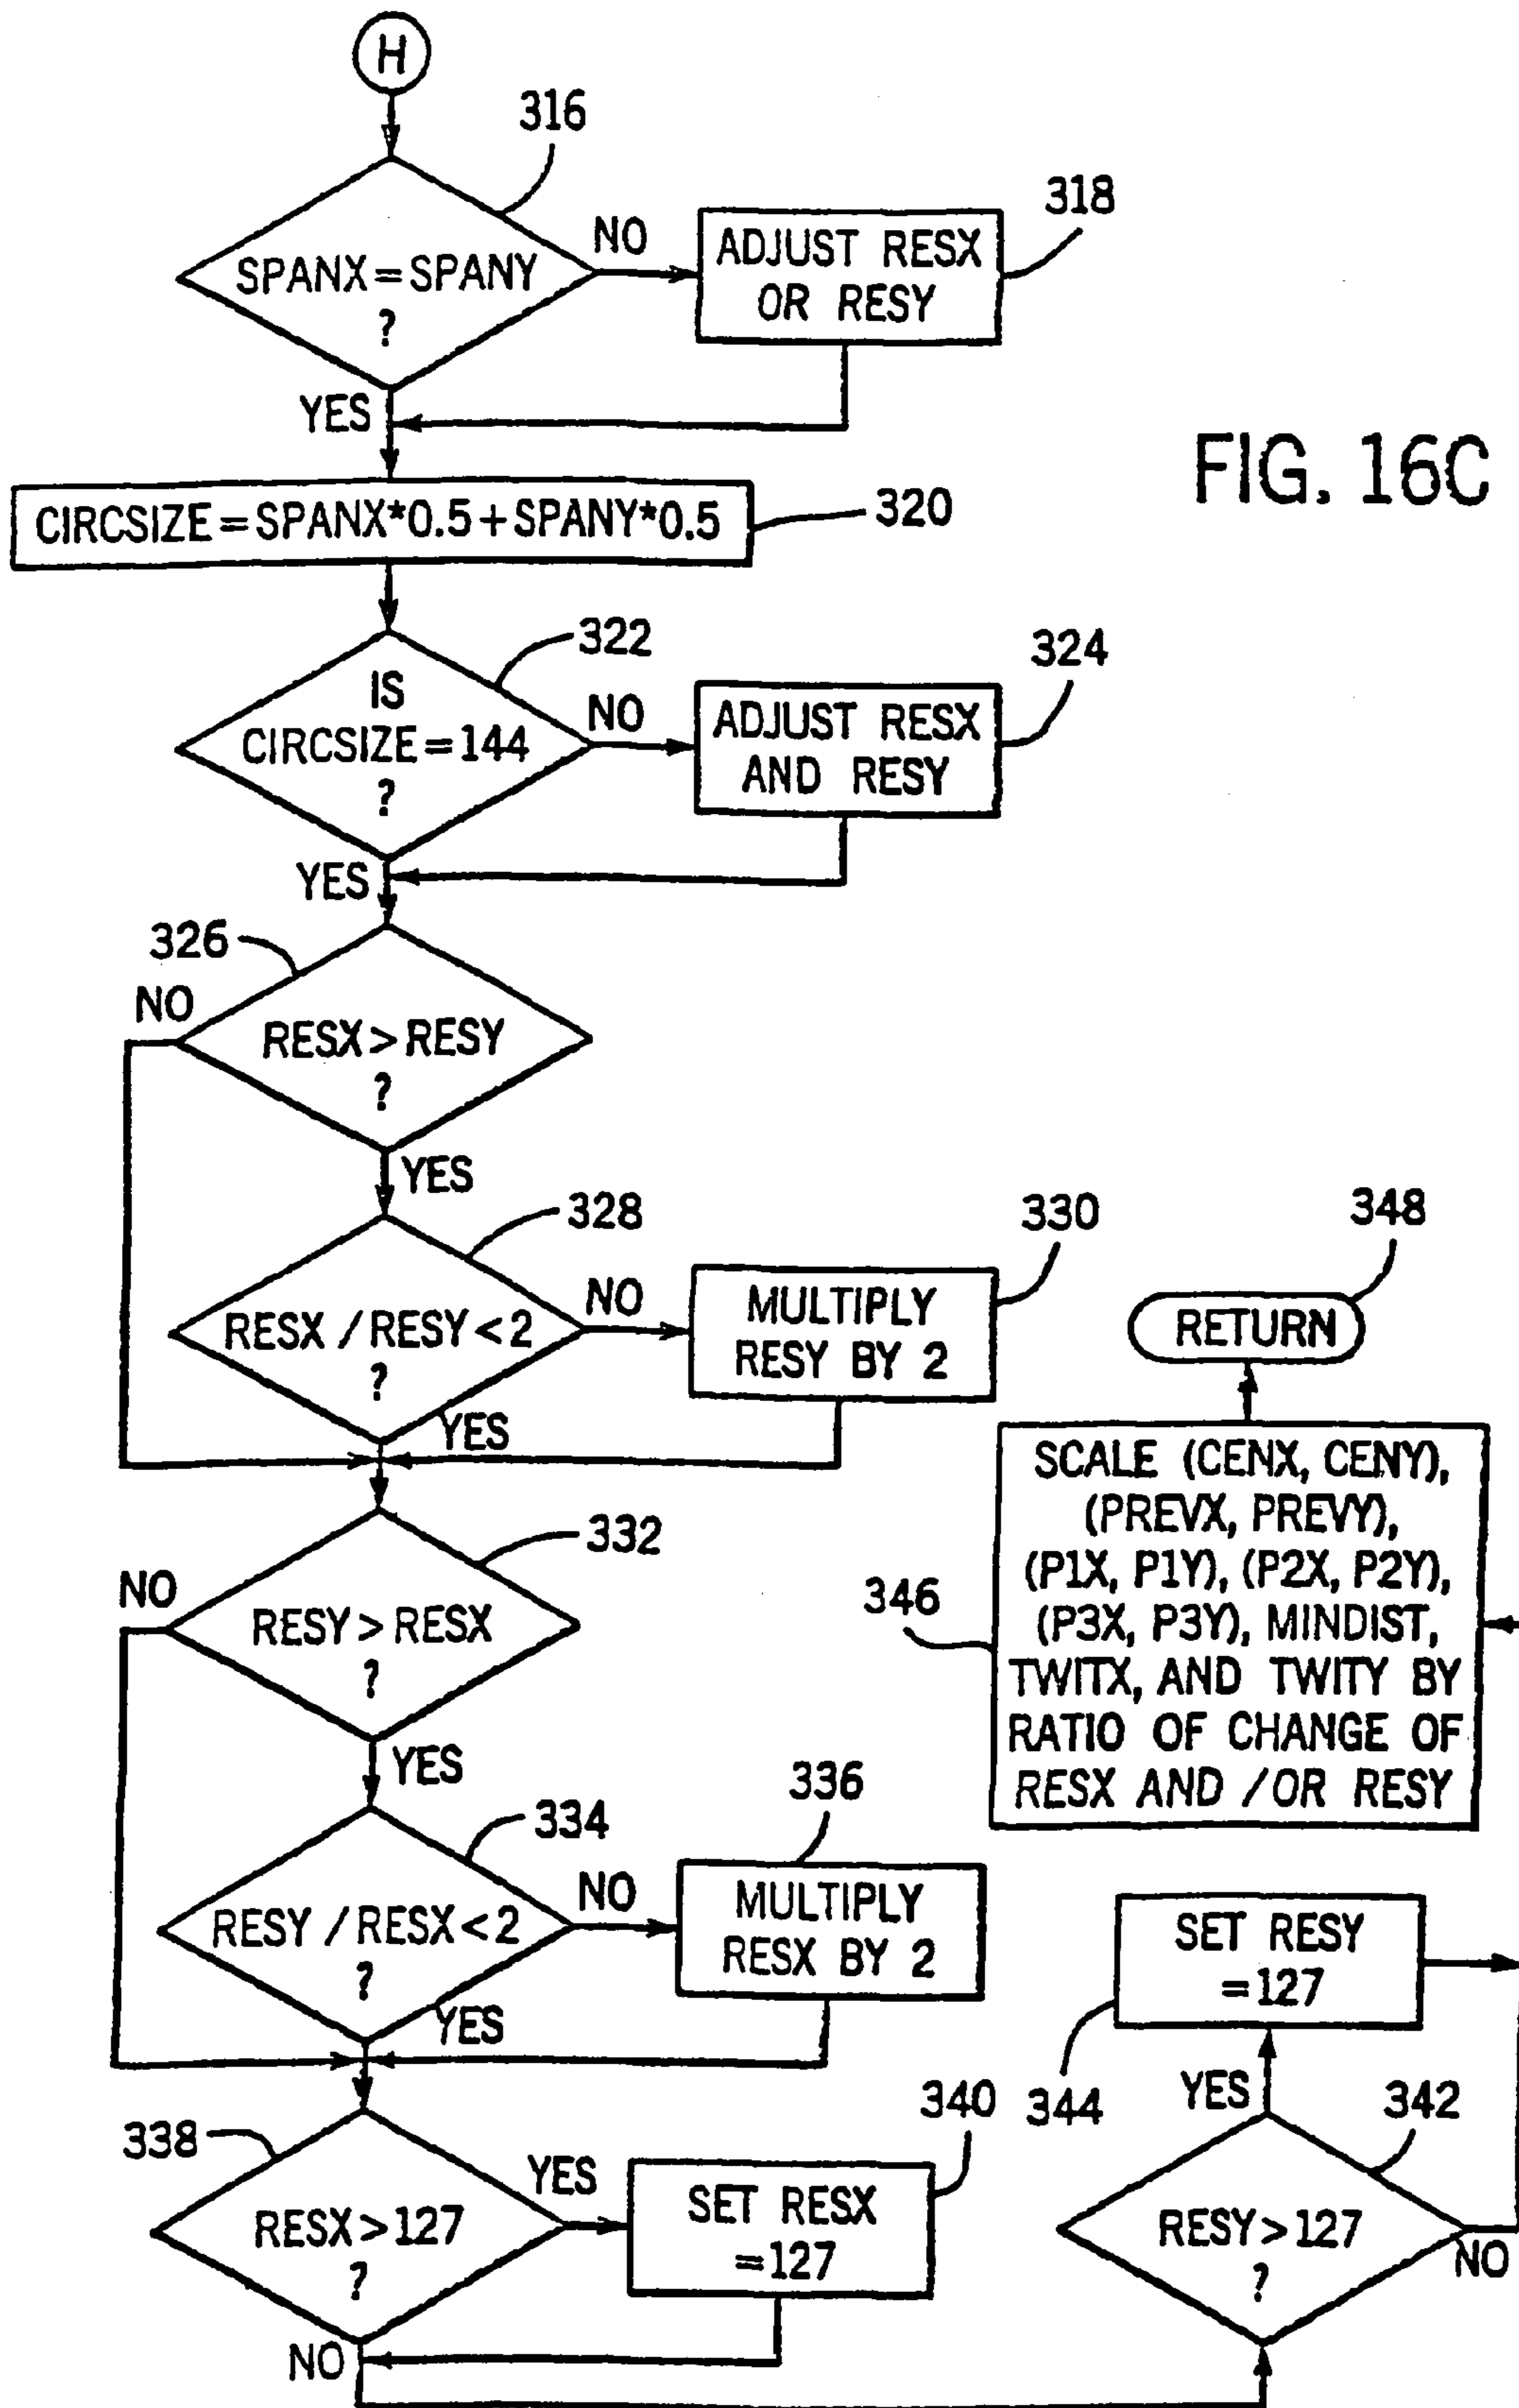 H
316
SPANX=SPANY
?
NO
ADJUST RESX
OR RESY
318
YES
FIG. 16C
CIRCSIZE=SPANX*0.5+SPANY*0.5
320
322
IS
CIRCSIZE=144
?
NO
ADJUST RESX
AND RESY
324
YES
326
NO
RESX>RESY
?
YES
328
RESX/RESY<2
?
NO
MULTIPLY
RESY BY 2
330
YES
332
NO
RESY>RESX
?
YES
334
RESY/RESX<2
?
NO
MULTIPLY
RESX BY 2
336
YES
338
RESX>127
?
YES
SET RESX
=127
340
NO
342
RESY>127
?
NO
YES
SET RESY
=127
344
346
SCALE (CENX, CENY),
(PREVX, PREVY),
(P1X, P1Y), (P2X, P2Y),
(P3X, P3Y), MINDIST,
TWITX, AND TWITY BY
RATIO OF CHANGE OF
RESX AND/OR RESY
RETURN
348